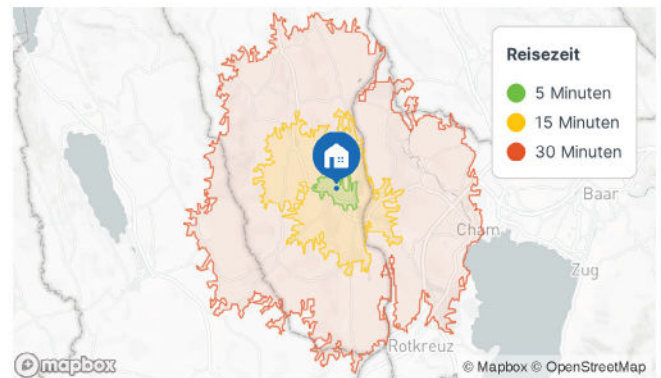 Reisezeit
5 Minuten
15 Minuten
30 Minuten
Baar
Cham
Zug
Rotkreuz
mapbox
© Mapbox © OpenStreetMap